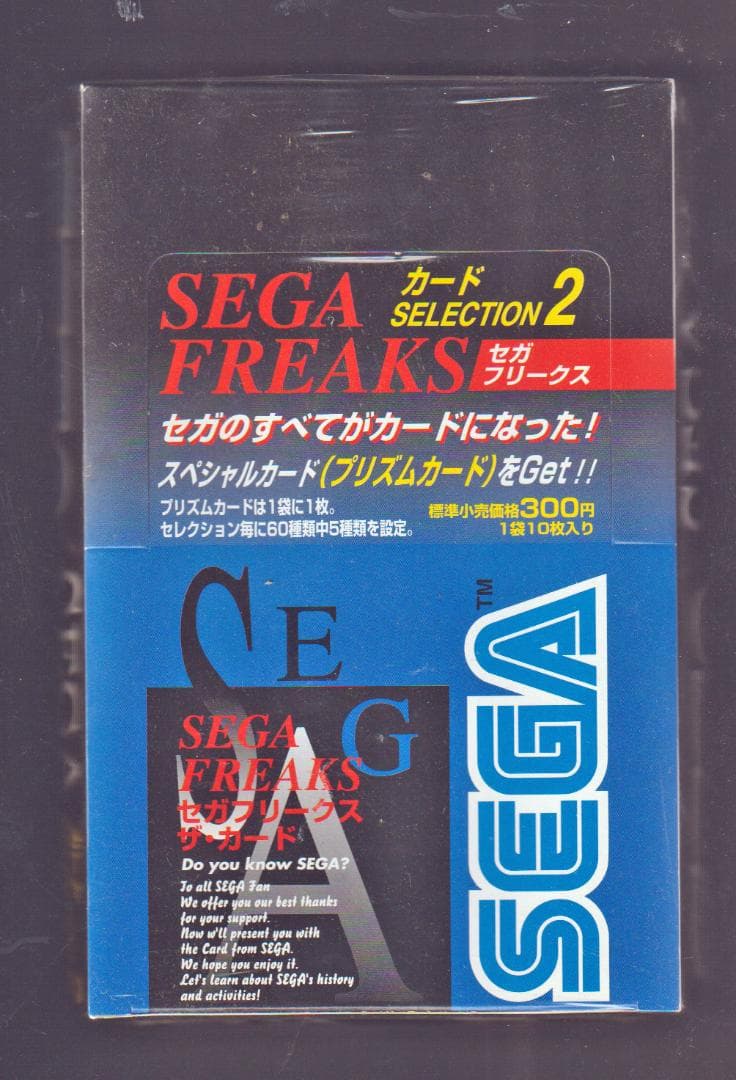 SEGA
FREAKS
カード
SELECTION 2
セガ
フリークス
セガのすべてがカードになった!
スペシャルカード(プリズムカード)をGet!!
プリズムカードは1袋に1枚。
セレクション毎に60種類中5種類を設定。
標準小売価格300円
1袋10枚入り
SEGA
SEGA
FREAKS
セガフリークス
ザ・カード
Do you know SEGA?
To all SEGA Fan
We offer you our best thanks
for your support.
Now w'll present you with
the Card from SEGA.
We hope you enjoy it.
Let's learn about SEGA's history
and activities!
SEGA™